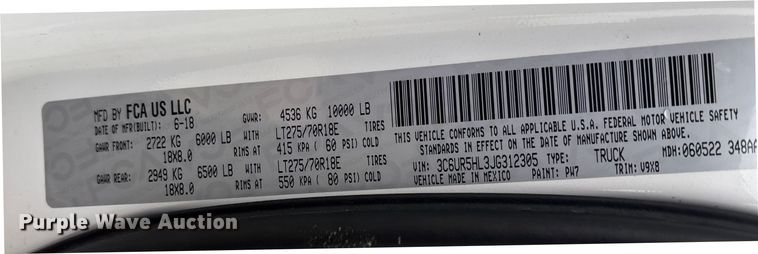 MFD BY FCA US LLC
DATE OF MFR(BUILT): 6-18 GVWR: 4536 KG 10000 LB
GAWR FRONT: 2722 KG 6000 LB WITH LT275/70R18E TIRES
18X8.0 RIMS AT 415 KPA ( 60 PSI) COLD
GAWR REAR: 2949 KG 6500 LB WITH LT275/70R18E TIRES
18X8.0 RIMS AT 550 KPA ( 80 PSI) COLD
THIS VEHICLE CONFORMS TO ALL APPLICABLE U.S.A. FEDERAL MOTOR VEHICLE SAFETY
STANDARDS IN EFFECT ON THE DATE OF MANUFACTURE SHOWN ABOVE.
VIN: 3C6UR5HL3JG312305 TYPE: TRUCK MDH: 060522 348AA
VEHICLE MADE IN MEXICO PAINT: PW7 TRIM: V9X8
Purple Wave Auction